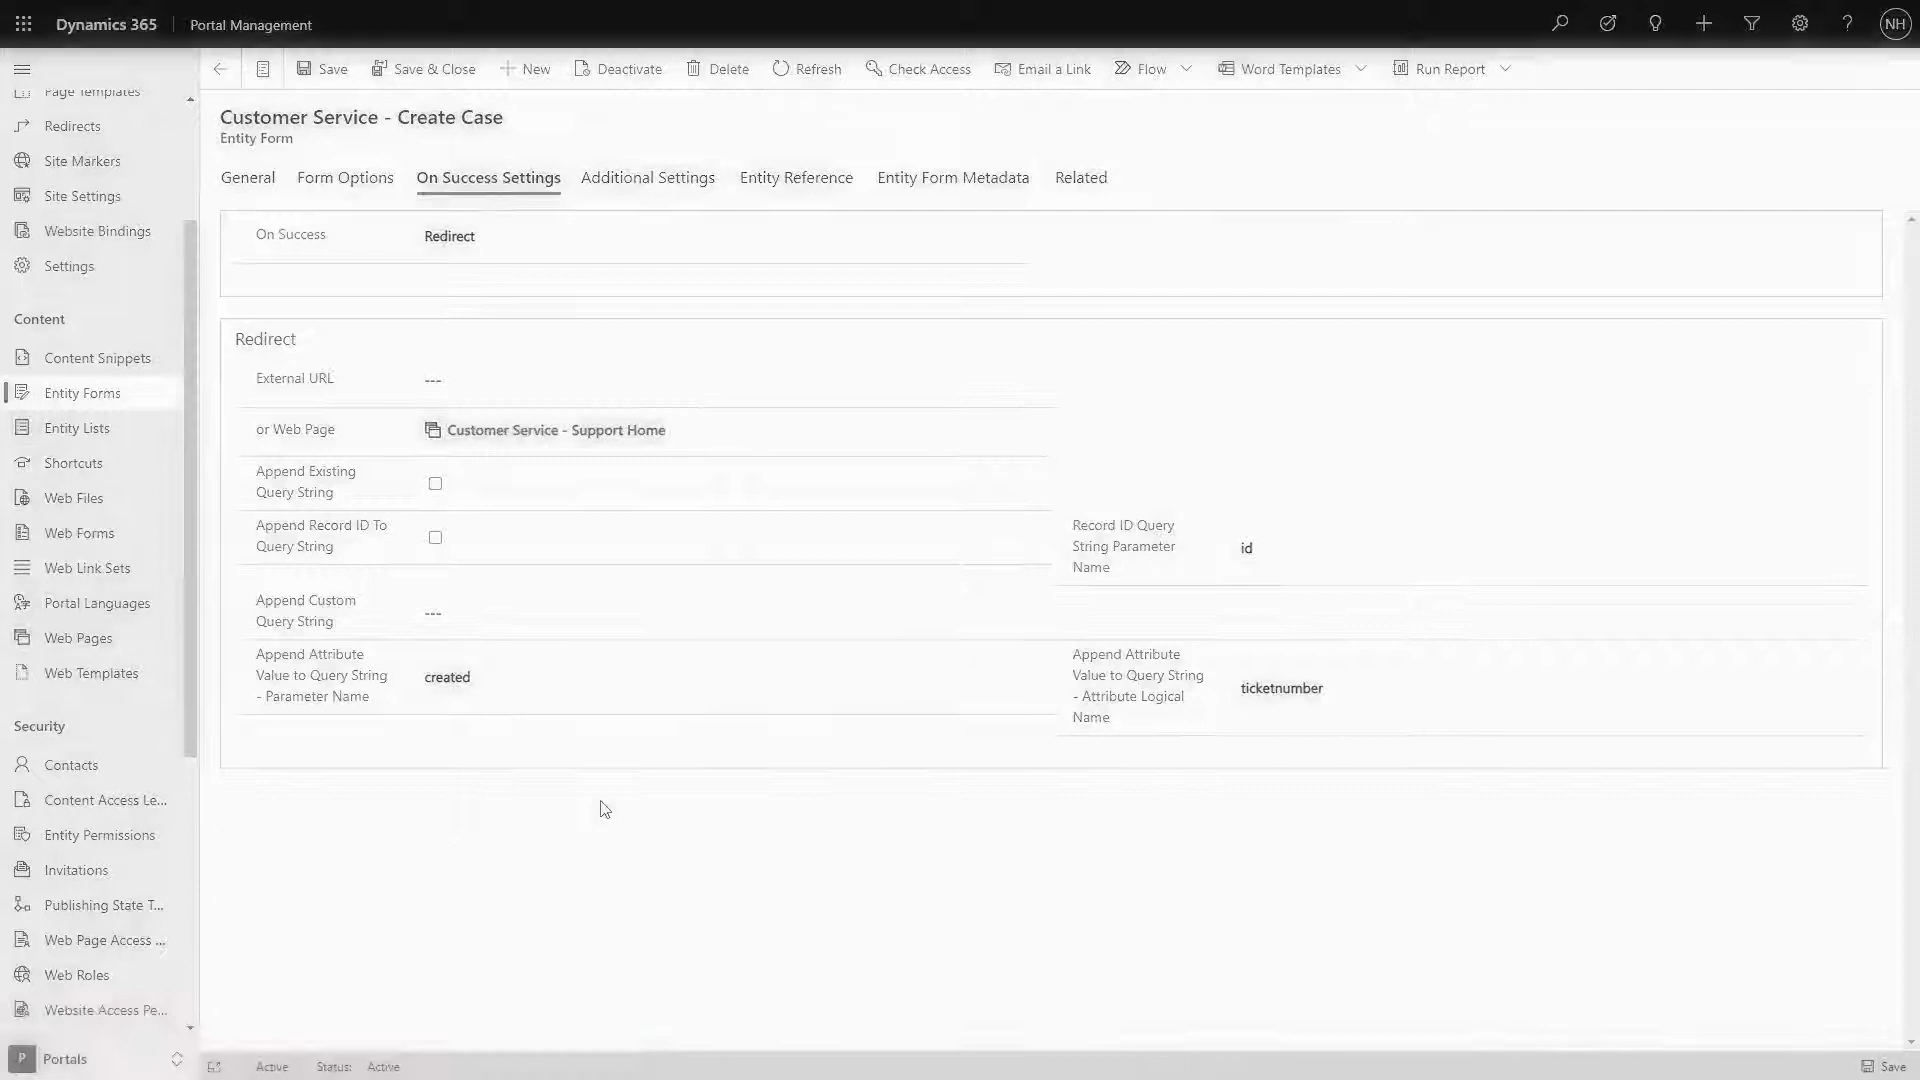 Dynamics 365 Portal Management NH
Save Save & Close New Deactivate Delete Refresh Check Access Email a Link Flow Word Templates Run Report
Page Templates
Redirects
Site Markers
Site Settings
Website Bindings
Settings
Content
Content Snippets
Entity Forms
Entity Lists
Shortcuts
Web Files
Web Forms
Web Link Sets
Portal Languages
Web Pages
Web Templates
Security
Contacts
Content Access Le...
Entity Permissions
Invitations
Publishing State T...
Web Page Access ...
Web Roles
Website Access Pe...
P Portals
Customer Service - Create Case
Entity Form
General Form Options On Success Settings Additional Settings Entity Reference Entity Form Metadata Related
On Success Redirect
Redirect
External URL ---
or Web Page Customer Service - Support Home
Append Existing
Query String
Append Record ID To
Query String
Record ID Query
String Parameter
Name
id
Append Custom
Query String
---
Append Attribute
Value to Query String
- Parameter Name
created
Append Attribute
Value to Query String
- Attribute Logical
Name
ticketnumber
Active Status: Active Save